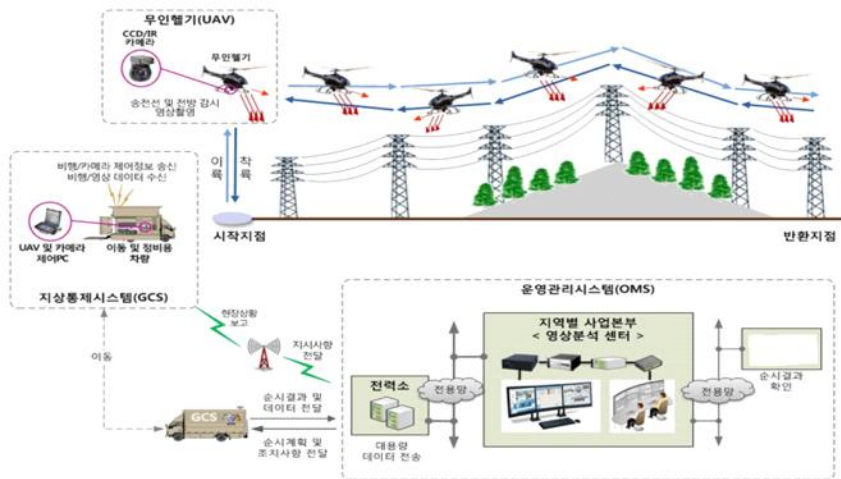 무인헬기(UAV)
CCD/IR
카메라
무인헬기
송전선 및 전방 감시
영상촬영
이륙
착륙
비행/카메라 제어정보 송신
비행/영상 데이터 수신
UAV 및 카메라
제어PC
이동 및 정비용
차량
지상통제시스템(GCS)
시작지점
반환지점
운영관리시스템(OMS)
현장상황
보고
지시사항
전달
이동
GCS
순시결과 및
데이터 전달
순시계획 및
조치사항 전달
전력소
대용량
데이터 전송
전용망
지역별 사업본부
< 영상분석 센터 >
전용망
순시결과
확인